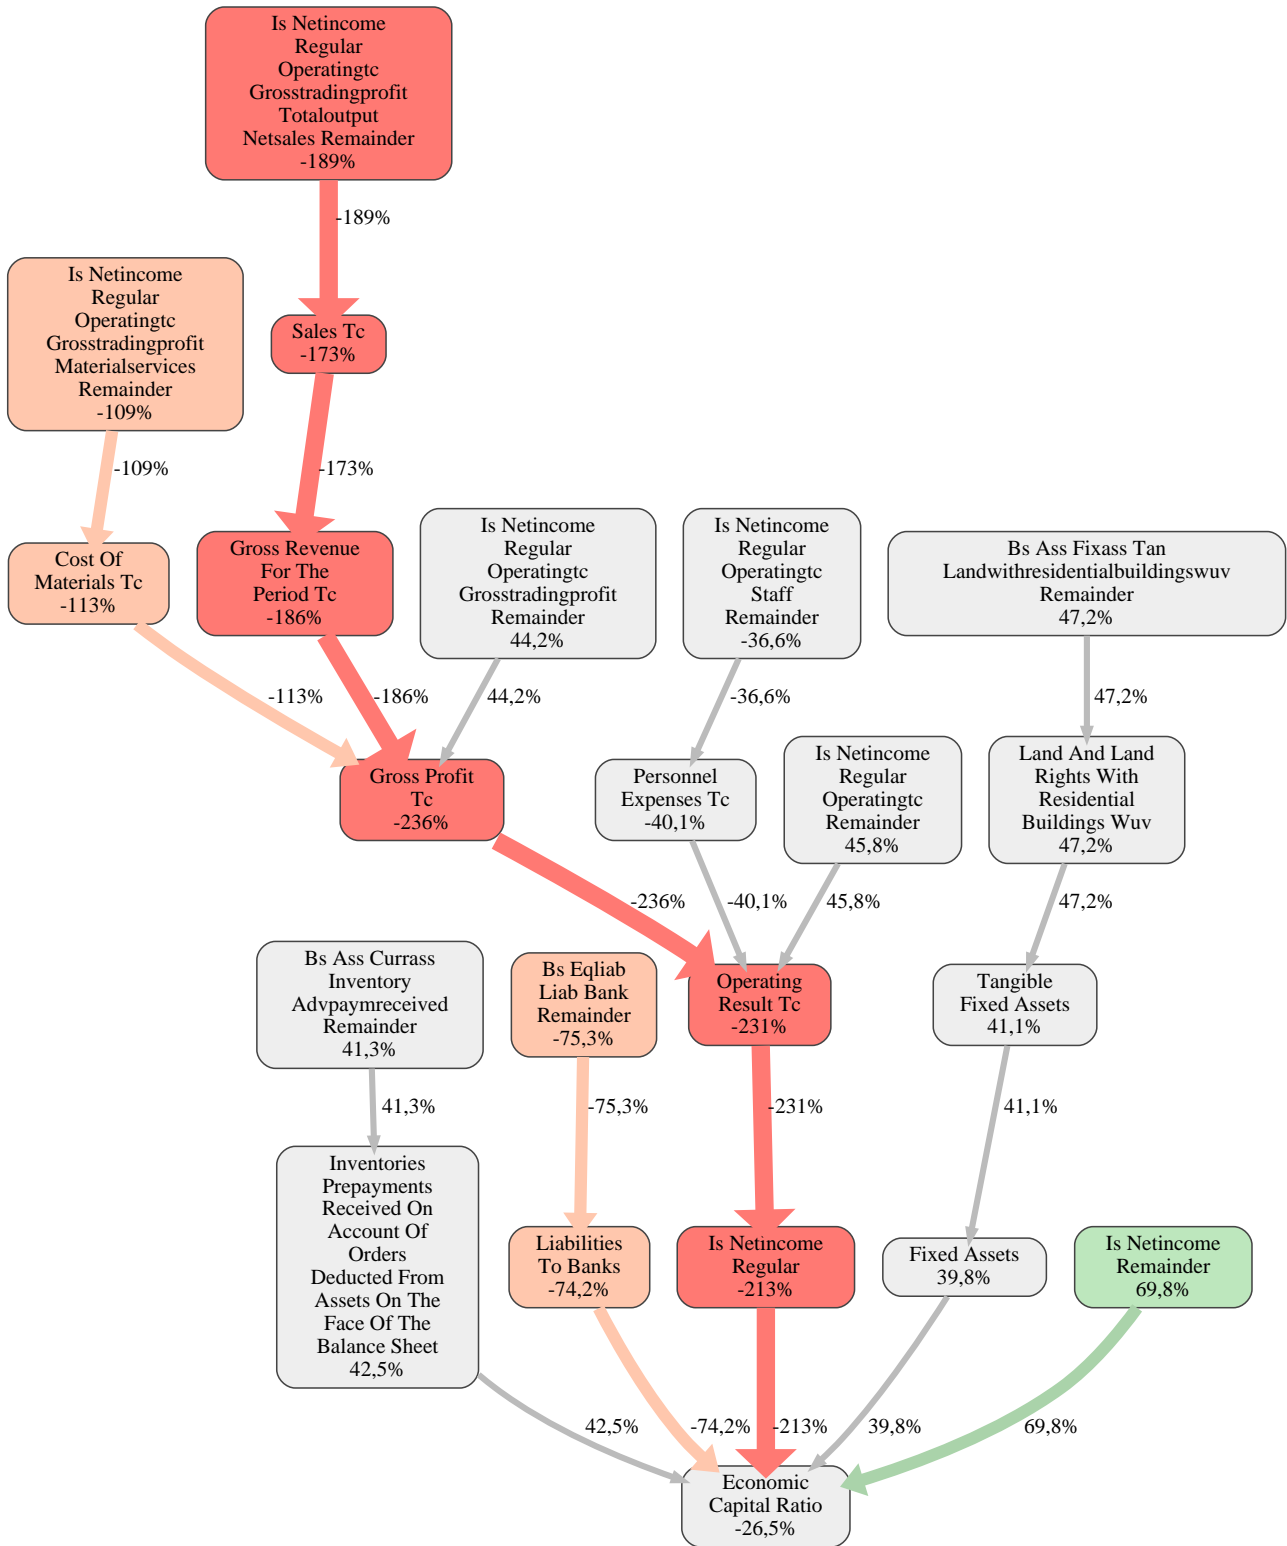 Is Netincome
Regular
Operatingtc
Grosstradingprofit
Totaloutput
Netsales Remainder
-189%
-189%
Is Netincome
Regular
Operatingtc
Grosstradingprofit
Materialservices
Remainder
-109%
Sales Tc
-173%
-109%
-173%
Cost Of
Materials Tc
-113%
Gross Revenue
For The
Period Tc
-186%
Is Netincome
Regular
Operatingtc
Grosstradingprofit
Remainder
44,2%
Is Netincome
Regular
Operatingtc
Staff
Remainder
-36,6%
Bs Ass Fixass Tan
Landwithresidentialbuildingswuv
Remainder
47,2%
-113%
-186%
44,2%
-36,6%
47,2%
Gross Profit
Tc
-236%
Personnel
Expenses Tc
-40,1%
Is Netincome
Regular
Operatingtc
Remainder
45,8%
Land And Land
Rights With
Residential
Buildings Wuv
47,2%
-236%
-40,1%
45,8%
47,2%
Bs Ass Currass
Inventory
Advpaymreceived
Remainder
41,3%
Bs Eqliab
Liab Bank
Remainder
-75,3%
Operating
Result Tc
-231%
Tangible
Fixed Assets
41,1%
41,3%
-75,3%
-231%
41,1%
Inventories
Prepayments
Received On
Account Of
Orders
Deducted From
Assets On The
Face Of The
Balance Sheet
42,5%
Liabilities
To Banks
-74,2%
Is Netincome
Regular
-213%
Fixed Assets
39,8%
Is Netincome
Remainder
69,8%
42,5%
-74,2%
-213%
39,8%
69,8%
Economic
Capital Ratio
-26,5%